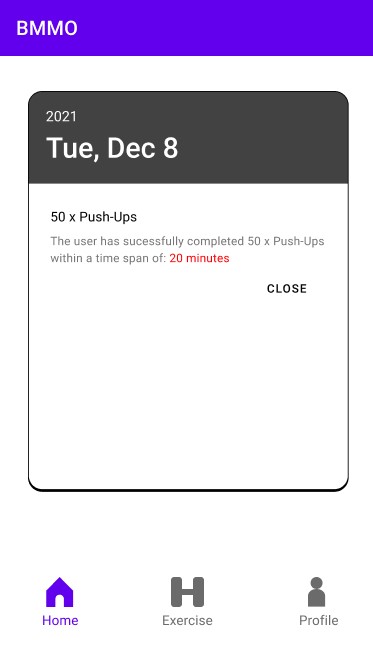 BMMO
2021
Tue, Dec 8
50 x Push-Ups
The user has sucessfully completed 50 x Push-Ups
within a time span of: 20 minutes
CLOSE
Home
Exercise
Profile